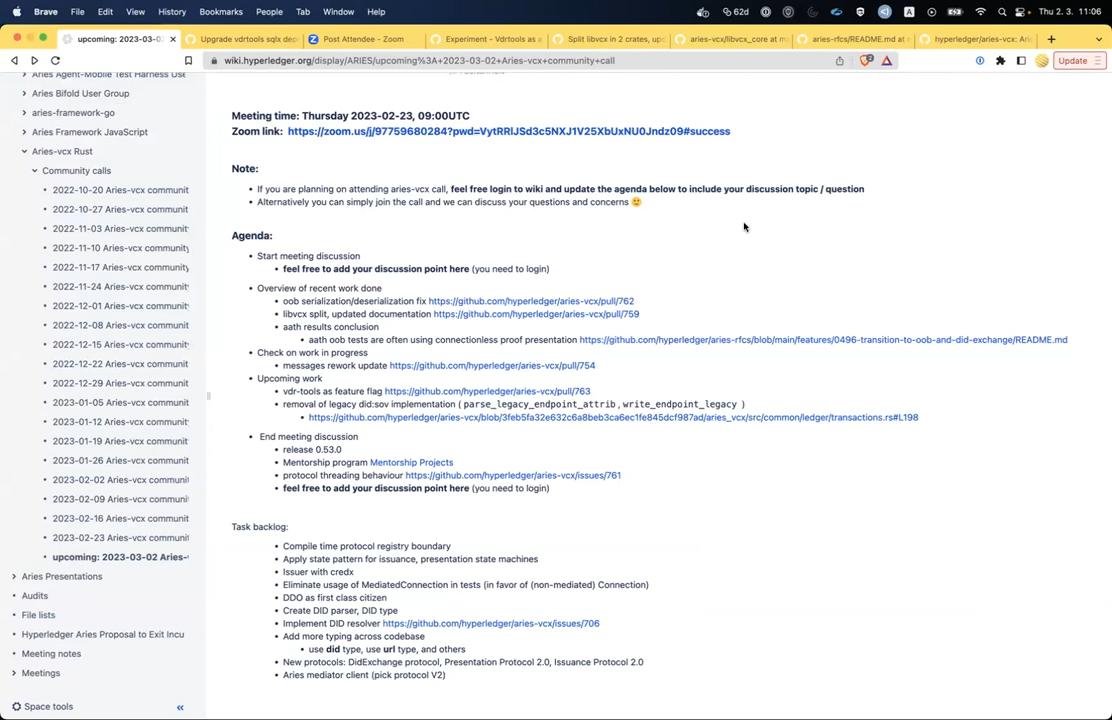 Brave File Edit View History Bookmarks People Tab Window Help 62d A Thu 2. 3. 11:06
upcoming: 2023-03-0 Upgrade vdrtools sqlx dep Post Attendee - Zoom Experiment - Vdrtools as a Split libvcx in 2 crates, upd aries-vcx/libvcx_core at m aries-rfcs/README.md at hyperledger/aries-vcx: Ari
wiki.hyperledger.org/display/ARIES/upcoming%3A+2023-03-02+Aries-vcx+community+call 2 Update
Aries Agent-Mobile Test Harness Use
Aries Bifold User Group
aries-framework-go
Aries Framework JavaScript
Aries-vcx Rust
Community calls
2022-10-20 Aries-vcx communit
2022-10-27 Aries-vcx communit
2022-11-03 Aries-vcx communit
2022-11-10 Aries-vcx community
2022-11-17 Aries-vcx communit
2022-11-24 Aries-vcx communit
2022-12-01 Aries-vcx communit
2022-12-08 Aries-vcx communit
2022-12-15 Aries-vcx communit
2022-12-22 Aries-vcx communit
2022-12-29 Aries-vcx communit
2023-01-05 Aries-vcx communit
2023-01-12 Aries-vcx communit
2023-01-19 Aries-vcx communit
2023-01-26 Aries-vcx communit
2023-02-02 Aries-vcx communit
2023-02-09 Aries-vcx communit
2023-02-16 Aries-vcx communit
2023-02-23 Aries-vcx communit
upcoming: 2023-03-02 Aries-
Aries Presentations
Audits
File lists
Hyperledger Aries Proposal to Exit Incu
Meeting notes
Meetings
Space tools
Meeting time: Thursday 2023-02-23, 09:00UTC
Zoom link: https://zoom.us/j/97759680284?pwd=VytRRlJSd3c5NXJ1V25XbUxNU0Jndz09#success
Note:
If you are planning on attending aries-vcx call, feel free login to wiki and update the agenda below to include your discussion topic / question
Alternatively you can simply join the call and we can discuss your questions and concerns 🙂
Agenda:
Start meeting discussion
feel free to add your discussion point here (you need to login)
Overview of recent work done
oob serialization/deserialization fix https://github.com/hyperledger/aries-vcx/pull/762
libvcx split, updated documentation https://github.com/hyperledger/aries-vcx/pull/759
aath results conclusion
aath oob tests are often using connectionless proof presentation https://github.com/hyperledger/aries-rfcs/blob/main/features/0496-transition-to-oob-and-did-exchange/README.md
Check on work in progress
messages rework update https://github.com/hyperledger/aries-vcx/pull/754
Upcoming work
vdr-tools as feature flag https://github.com/hyperledger/aries-vcx/pull/763
removal of legacy did:sov implementation ( parse_legacy_endpoint_attrib , write_endpoint_legacy )
https://github.com/hyperledger/aries-vcx/blob/3feb5fa32e632c6a8beb3ca6ec1fe845dcf987ad/aries_vcx/src/common/ledger/transactions.rs#L198
End meeting discussion
release 0.53.0
Mentorship program Mentorship Projects
protocol threading behaviour https://github.com/hyperledger/aries-vcx/issues/761
feel free to add your discussion point here (you need to login)
Task backlog:
Compile time protocol registry boundary
Apply state pattern for issuance, presentation state machines
Issuer with credx
Eliminate usage of MediatedConnection in tests (in favor of (non-mediated) Connection)
DDO as first class citizen
Create DID parser, DID type
Implement DID resolver https://github.com/hyperledger/aries-vcx/issues/706
Add more typing across codebase
use did type, use url type, and others
New protocols: DidExchange protocol, Presentation Protocol 2.0, Issuance Protocol 2.0
Aries mediator client (pick protocol V2)